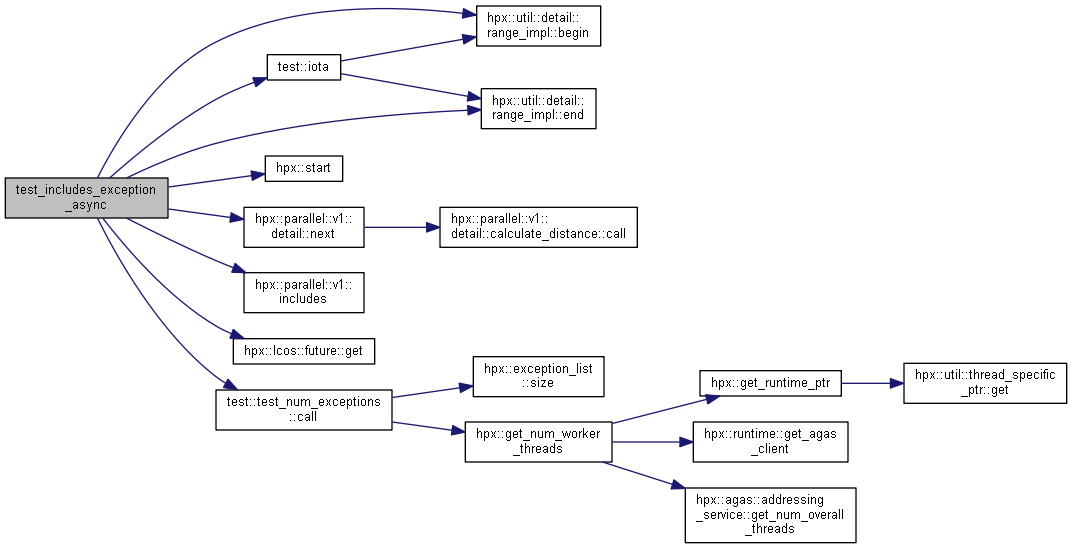 hpx::util::detail::
range_impl::begin
test::iota
hpx::util::detail::
range_impl::end
test_includes_exception
_async
hpx::start
hpx::parallel::v1::
detail::next
hpx::parallel::v1::
detail::calculate_distance::call
hpx::parallel::v1::
includes
hpx::lcos::future::get
test::test_num_exceptions
::call
hpx::exception_list
::size
hpx::get_num_worker
_threads
hpx::get_runtime_ptr
hpx::util::thread_specific
_ptr::get
hpx::runtime::get_agas
_client
hpx::agas::addressing
_service::get_num_overall
_threads